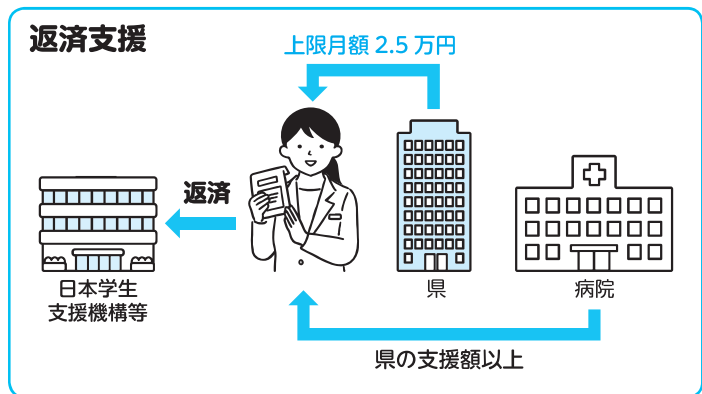 返済支援
上限月額 2.5 万円
返済
日本学生
支援機構等
県
病院
県の支援額以上